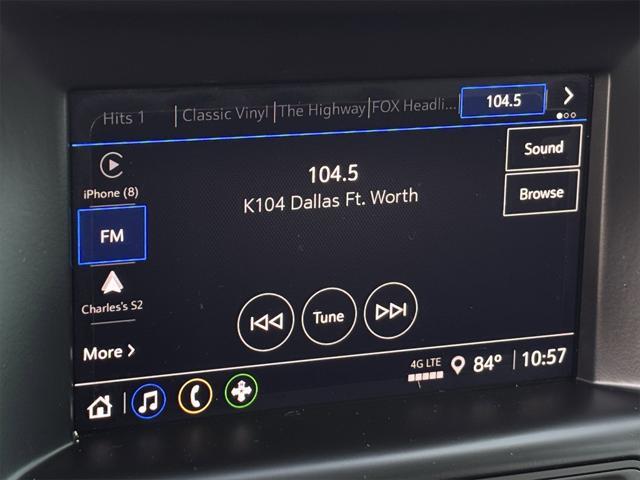 Hits 1 Classic Vinyl The Highway FOX Headli... 104.5
iPhone (8)
FM
Charles's S2
More
104.5
K104 Dallas Ft. Worth
Tune
Sound
Browse
4G LTE 84° 10:57